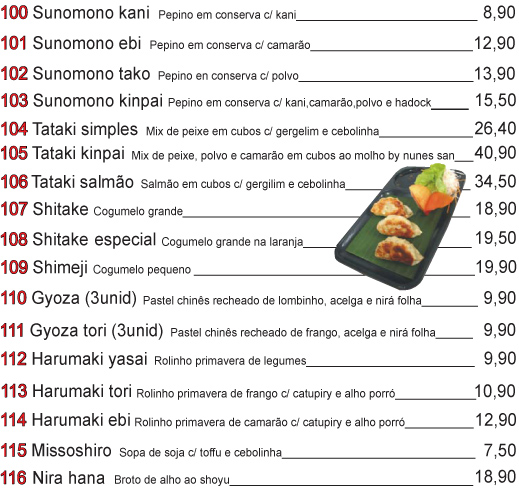 100 Sunomono kani Pepino em conserva c/ kani 8,90
101 Sunomono ebi Pepino em conserva c/ camarão 12,90
102 Sunomono tako Pepino en conserva c/ polvo 13,90
103 Sunomono kinpai Pepino em conserva c/ kani,camarão,polvo e hadock 15,50
104 Tataki simples Mix de peixe em cubos c/ gergelim e cebolinha 26,40
105 Tataki kinpai Mix de peixe, polvo e camarão em cubos ao molho by nunes san 40,90
106 Tataki salmão Salmão em cubos c/ gergilim e cebolinha 34,50
107 Shitake Cogumelo grande 18,90
108 Shitake especial Cogumelo grande na laranja 19,50
109 Shimeji Cogumelo pequeno 19,90
110 Gyoza (3unid) Pastel chinês recheado de lombinho, acelga e nirá folha 9,90
111 Gyoza tori (3unid) Pastel chinês recheado de frango, acelga e nirá folha 9,90
112 Harumaki yasai Rolinho primavera de legumes 9,90
113 Harumaki tori Rolinho primavera de frango c/ catupiry e alho porró 10,90
114 Harumaki ebi Rolinho primavera de camarão c/ catupiry e alho porró 12,90
115 Missoshiro Sopa de soja c/ toffu e cebolinha 7,50
116 Nira hana Broto de alho ao shoyu 18,90